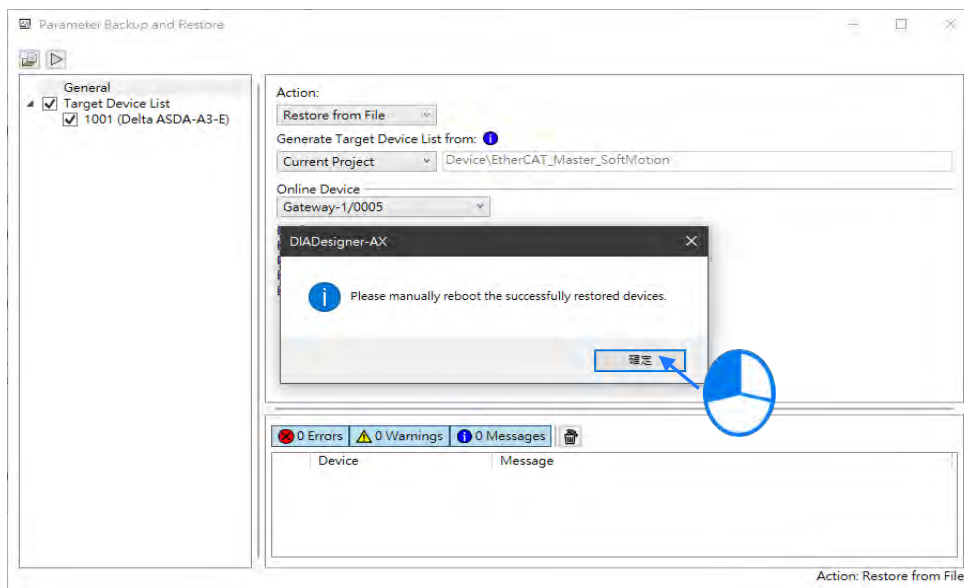 Parameter Backup and Restore
General
Target Device List
1001 (Delta ASDA-A3-E)
Action:
Restore from File
Generate Target Device List from:
Current Project
Device\EtherCAT_Master_SoftMotion
Online Device
Gateway-1/0005
DIADesigner-AX
Please manually reboot the successfully restored devices.
確定
0 Errors
0 Warnings
0 Messages
Device
Message
Action: Restore from File